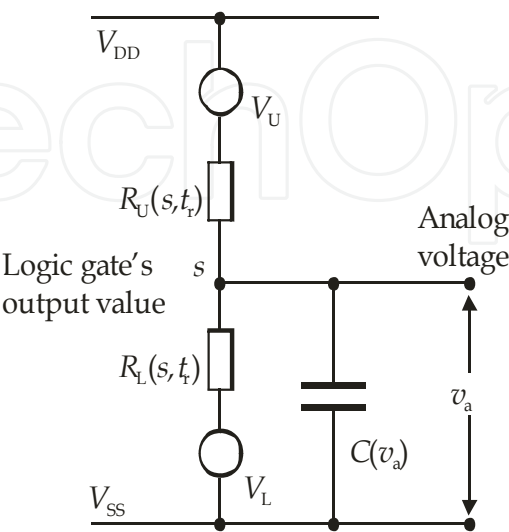 V_DD
V_U
R_U(s,t_r)
Analog
voltage
Logic gate's
output value
s
R_L(s,t_r)
v_a
C(v_a)
V_SS
V_L